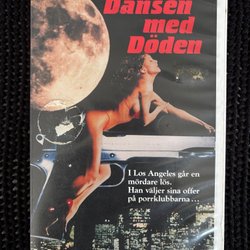 Dansen
med
Döden
I Los Angeles går en
mördare lös.
Han väljer sina offer
på porrklubbarna...